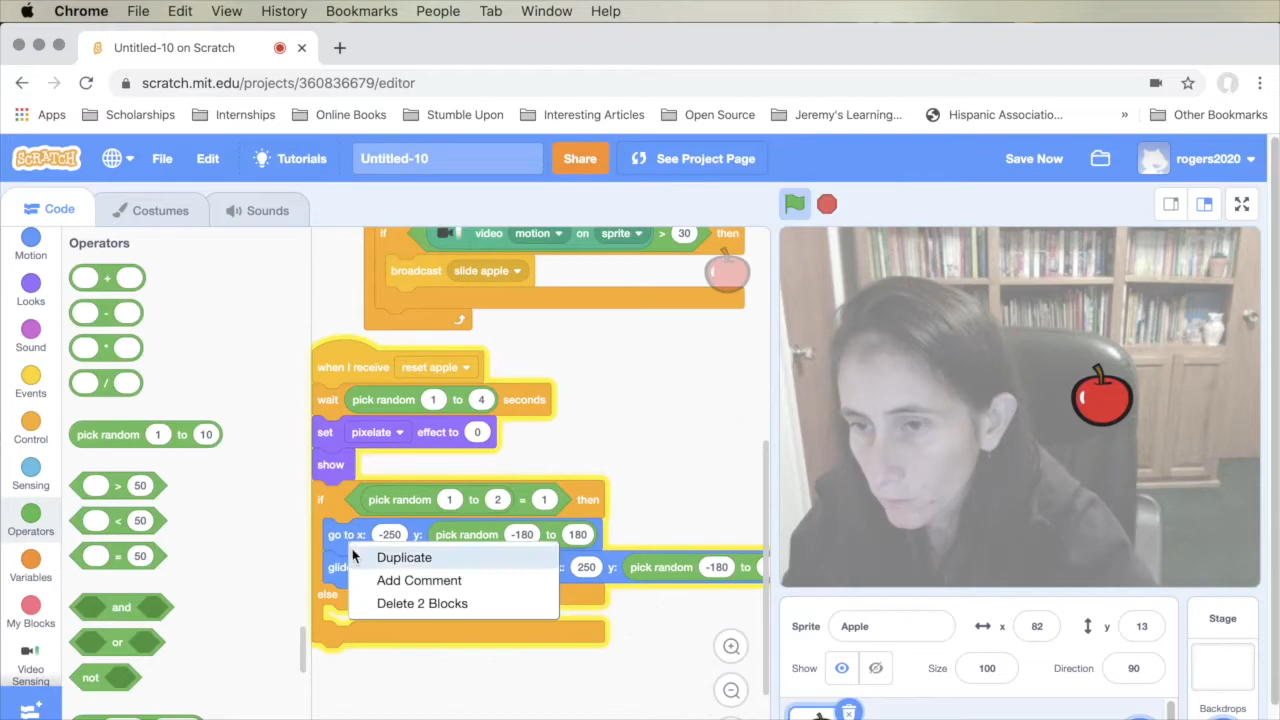 Chrome File Edit View History Bookmarks People Tab Window Help
Untitled-10 on Scratch
scratch.mit.edu/projects/360836679/editor
Apps Scholarships Internships Online Books Stumble Upon Interesting Articles Open Source Jeremy's Learning... Hispanic Associatio... » Other Bookmarks
SCRATCH File Edit Tutorials Untitled-10 Share See Project Page Save Now rogers2020
Code Costumes Sounds
Motion
Looks
Sound
Events
Control
Sensing
Operators
Variables
My Blocks
Video
Sensing
Operators
+
-
*
/
pick random 1 to 10
> 50
< 50
= 50
and
or
not
if video motion on sprite > 30 then
broadcast slide apple
when I receive reset apple
wait pick random 1 to 4 seconds
set pixelate effect to 0
show
if pick random 1 to 2 = 1 then
go to x: -250 y: pick random -180 to 180
250 y: pick random -180 to
else
Duplicate
Add Comment
Delete 2 Blocks
Sprite Apple x 82 y 13
Show Size 100 Direction 90
Stage
Backdrops